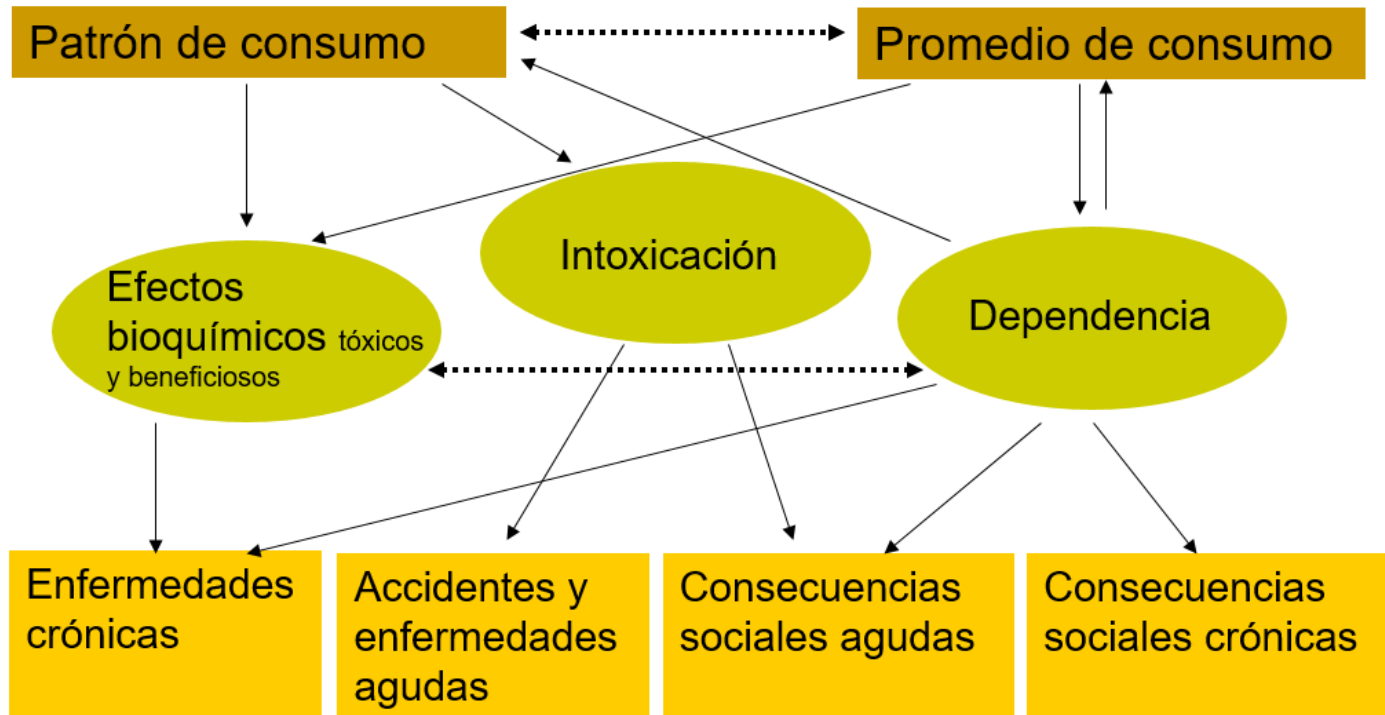 Patrón de consumo
Promedio de consumo
Intoxicación
Efectos
bioquímicos tóxicos
y beneficiosos
Dependencia
Enfermedades
crónicas
Accidentes y
enfermedades
agudas
Consecuencias
sociales agudas
Consecuencias
sociales crónicas